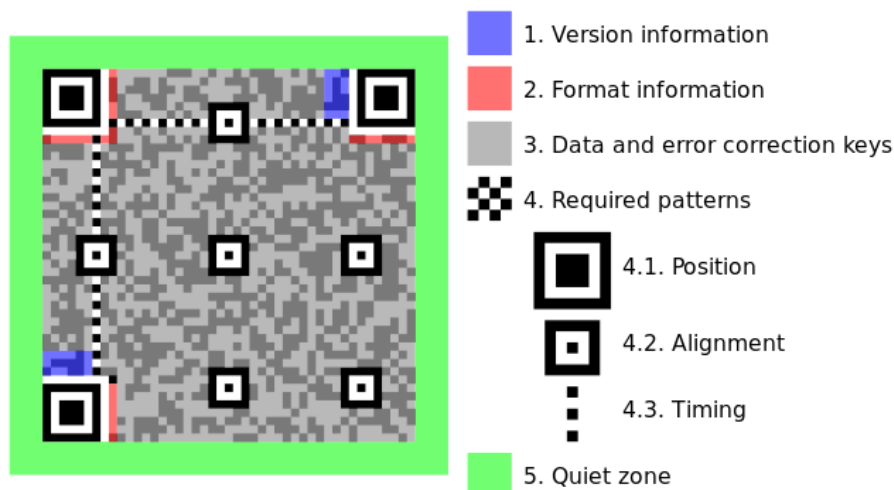 1. Version information
2. Format information
3. Data and error correction keys
4. Required patterns
4.1. Position
4.2. Alignment
4.3. Timing
5. Quiet zone